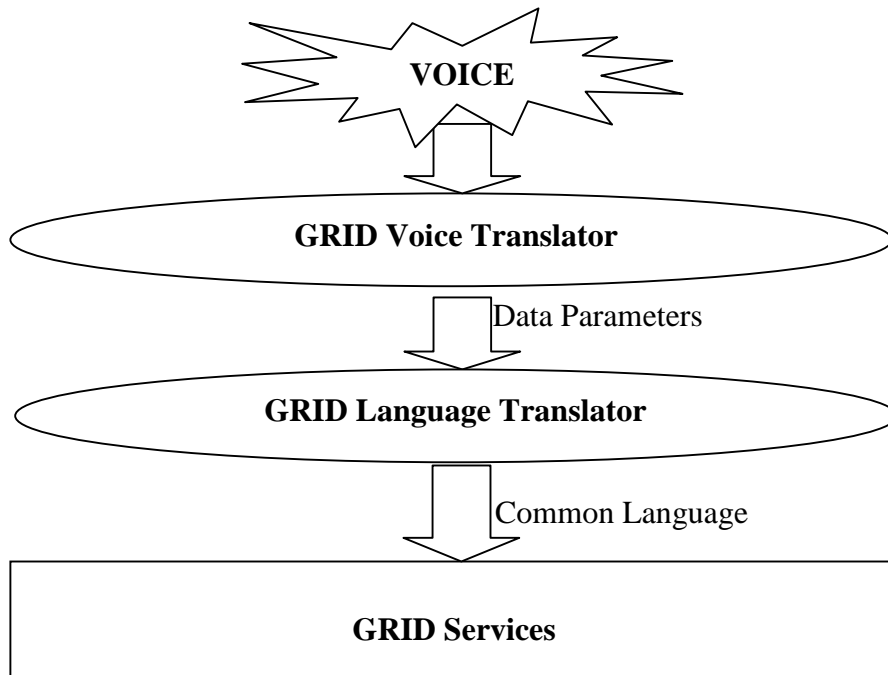 VOICE
GRID Voice Translator
Data Parameters
GRID Language Translator
Common Language
GRID Services